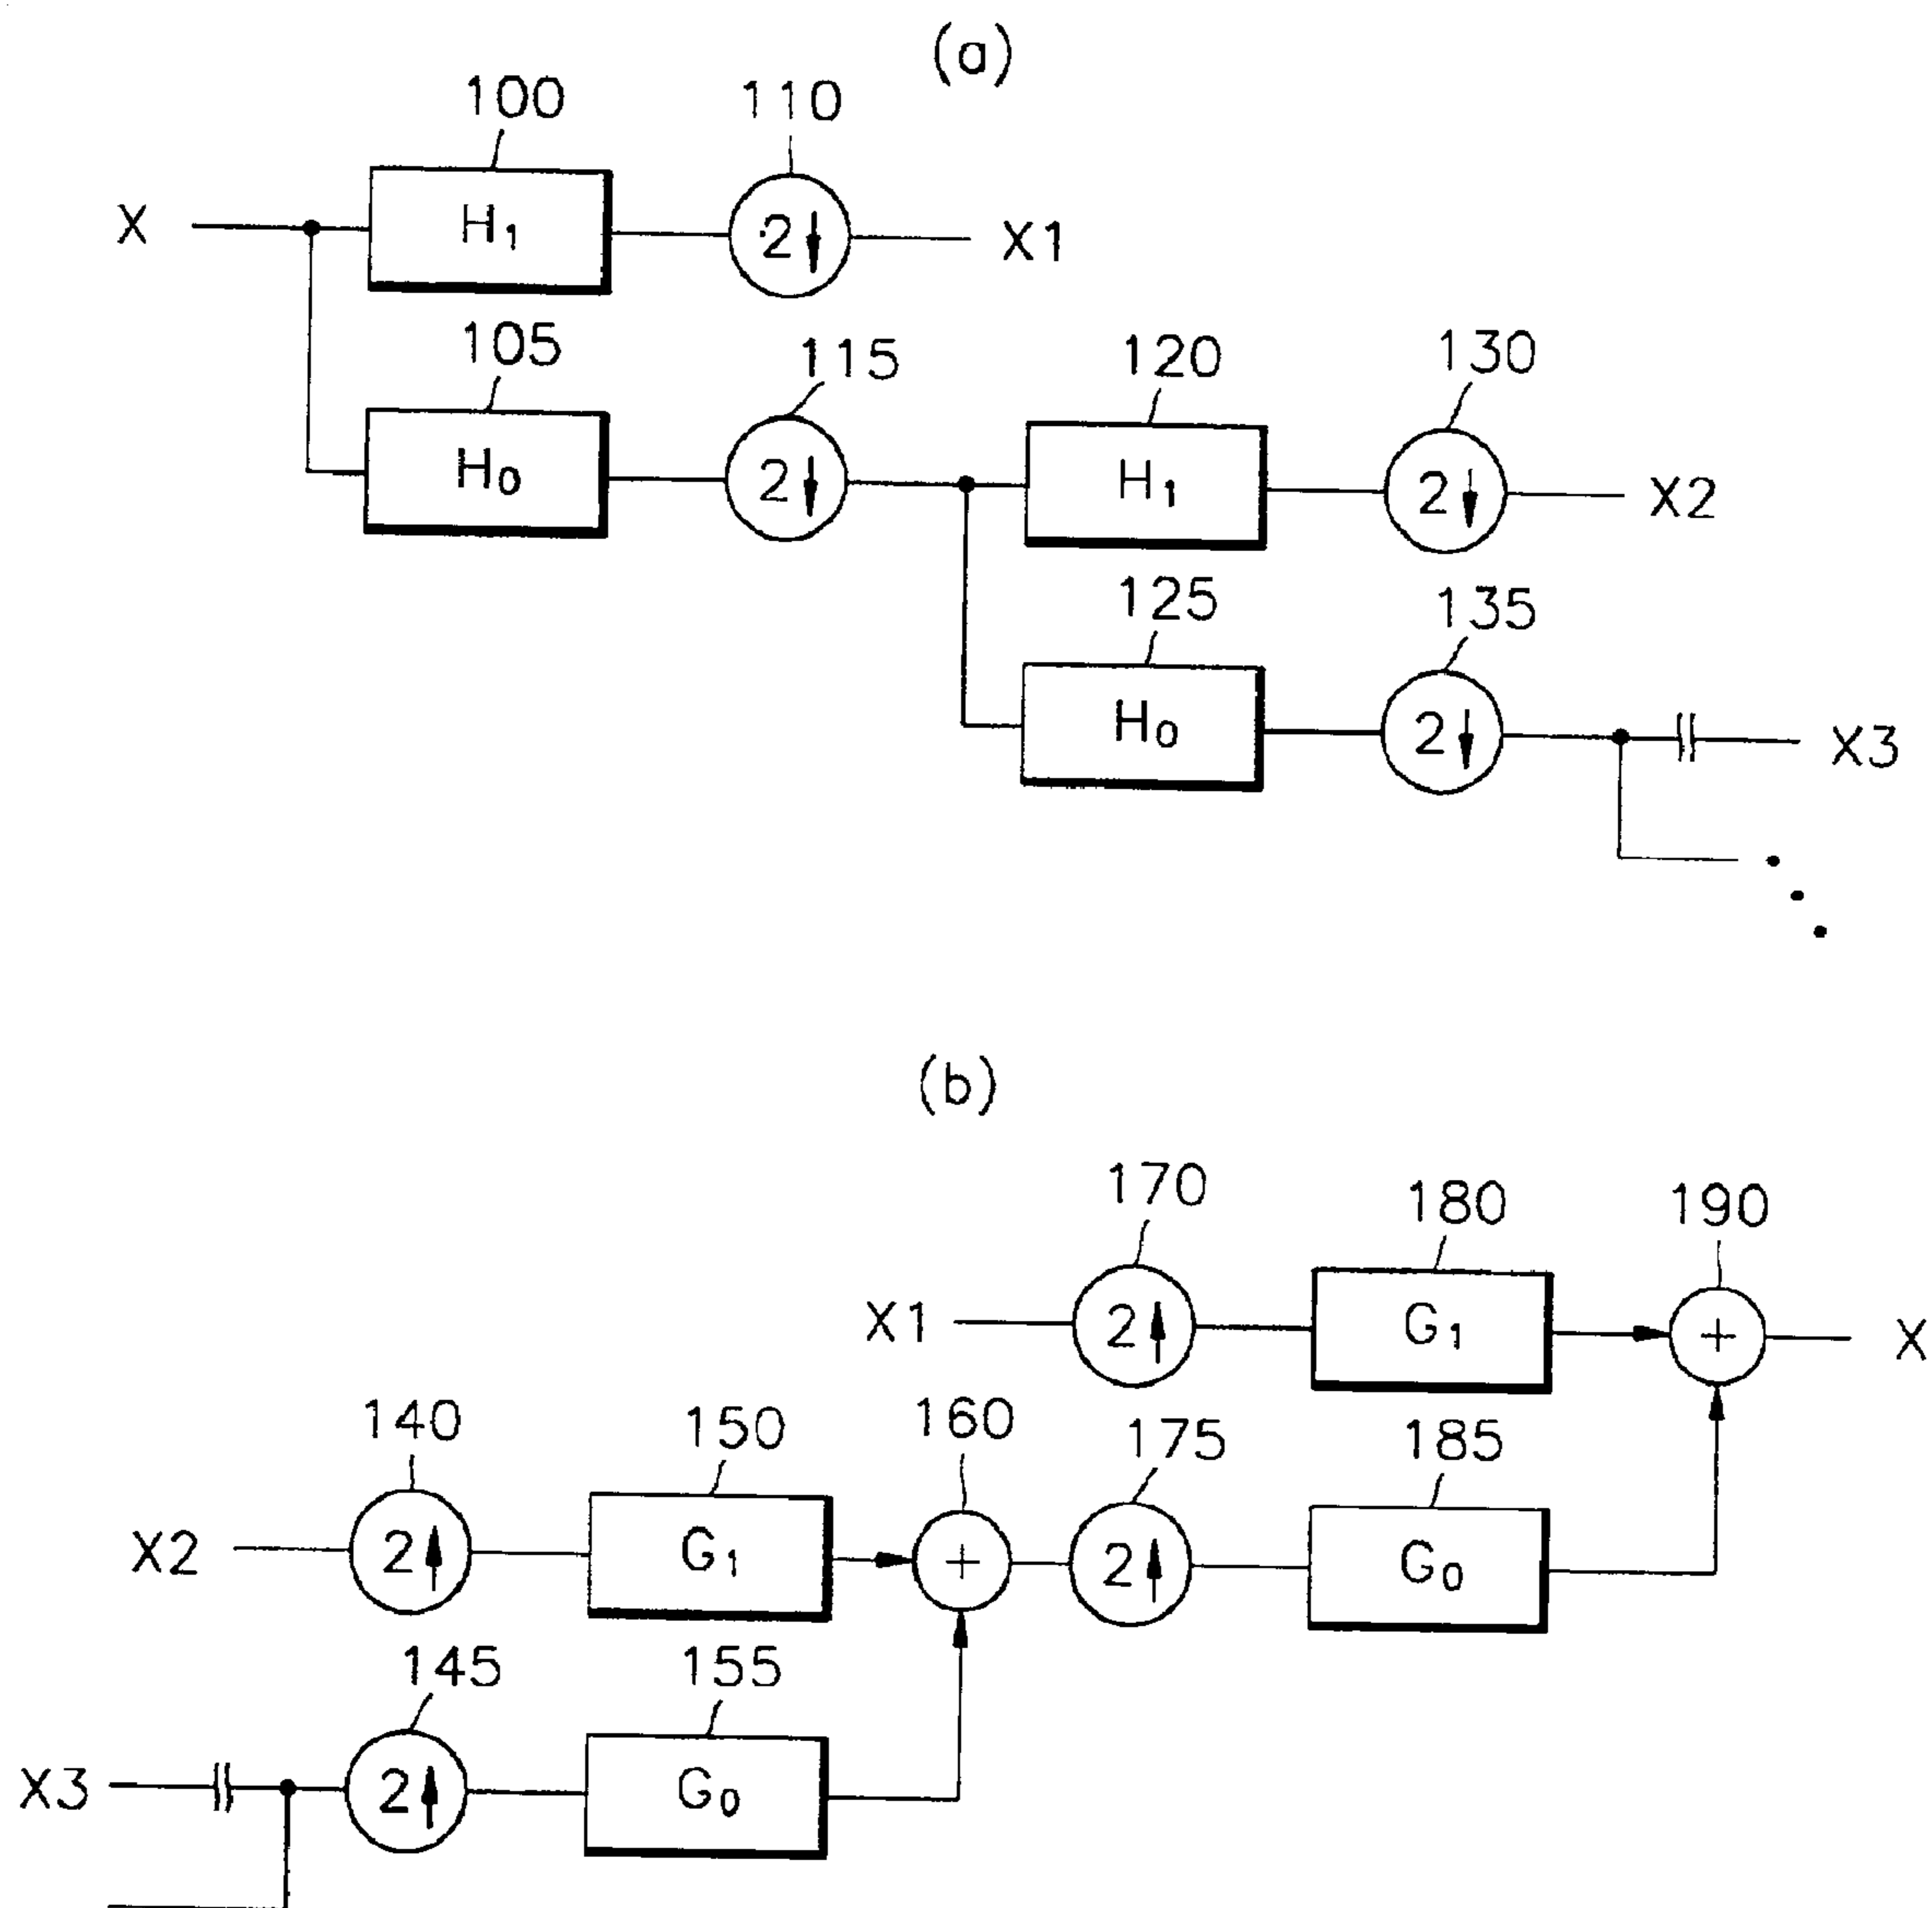 (a)
100 110
X H1 2 X1
105 115 120 130
H0 2 H1 2 X2
125 135
H0 2 X3
(b)
170 180 190
X1 2 G1 + X
140 150 160 175 185
X2 2 G1 + 2 G0
145 155
X3 2 G0